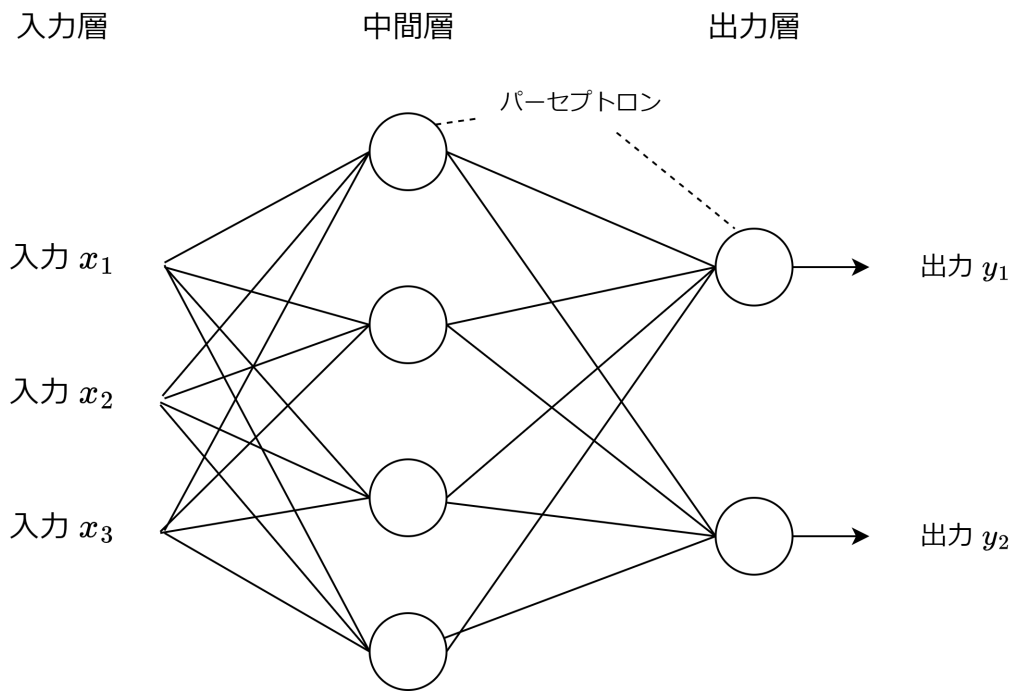 入力層 中間層 出力層
パーセプトロン
入力 x₁
出力 y₁
入力 x₂
入力 x₃
出力 y₂